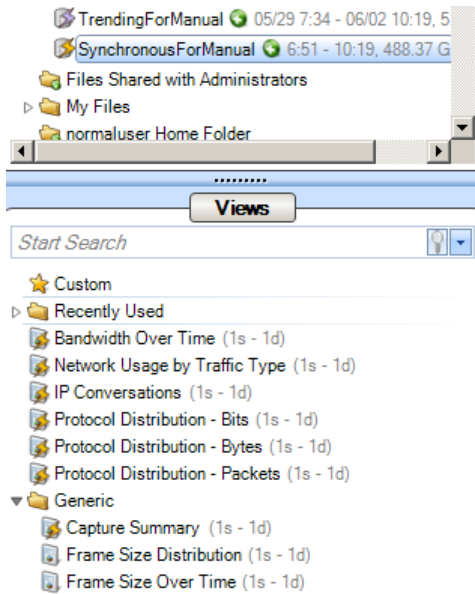 TrendingForManual 05/29 7:34 - 06/02 10:19, 5
SynchronousForManual 6:51 - 10:19, 488.37 G
Files Shared with Administrators
My Files
normaluser Home Folder
Views
Start Search
Custom
Recently Used
Bandwidth Over Time (1s - 1d)
Network Usage by Traffic Type (1s - 1d)
IP Conversations (1s - 1d)
Protocol Distribution - Bits (1s - 1d)
Protocol Distribution - Bytes (1s - 1d)
Protocol Distribution - Packets (1s - 1d)
Generic
Capture Summary (1s - 1d)
Frame Size Distribution (1s - 1d)
Frame Size Over Time (1s - 1d)